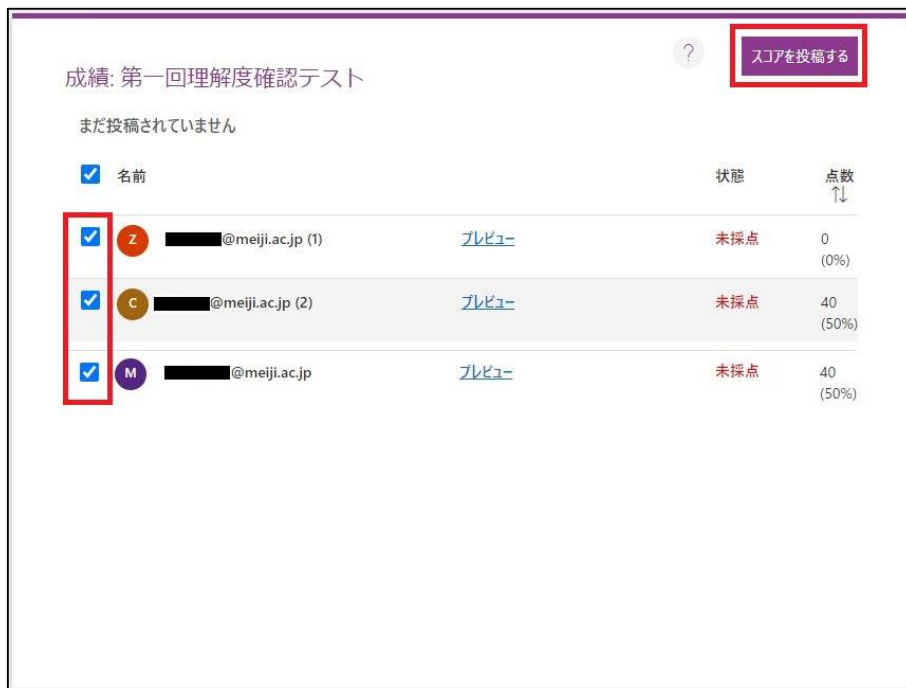 ?
スコアを投稿する
成績: 第一回理解度確認テスト
まだ投稿されていません
名前 状態 点数
Z @meiji.ac.jp (1) プレビュー 未採点 0
(0%)
C @meiji.ac.jp (2) プレビュー 未採点 40
(50%)
M @meiji.ac.jp プレビュー 未採点 40
(50%)